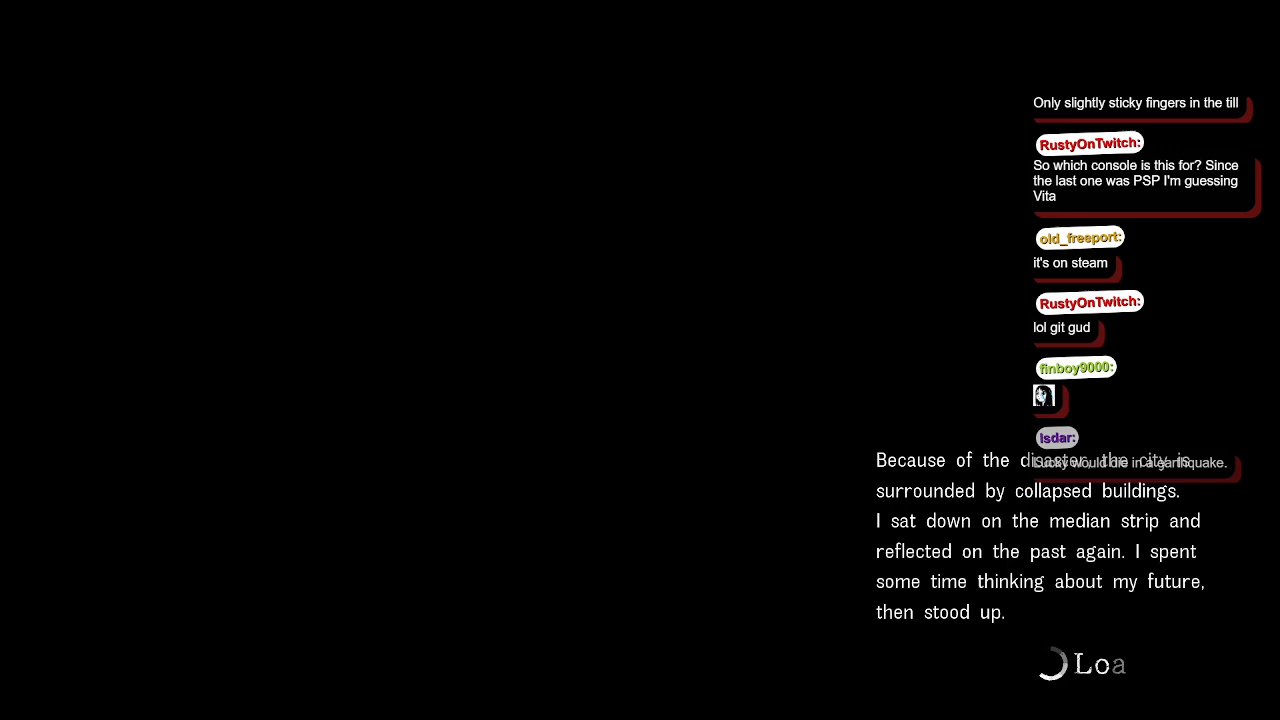 Only slightly sticky fingers in the till
RustyOnTwitch:
So which console is this for? Since
the last one was PSP I'm guessing
Vita
old_freeport:
it's on steam
RustyOnTwitch:
lol git gud
finboy9000:
lsdar:
Lucky would die in a earthquake.
Because of the disaster, the city is
surrounded by collapsed buildings.
I sat down on the median strip and
reflected on the past again. I spent
some time thinking about my future,
then stood up.
Loa